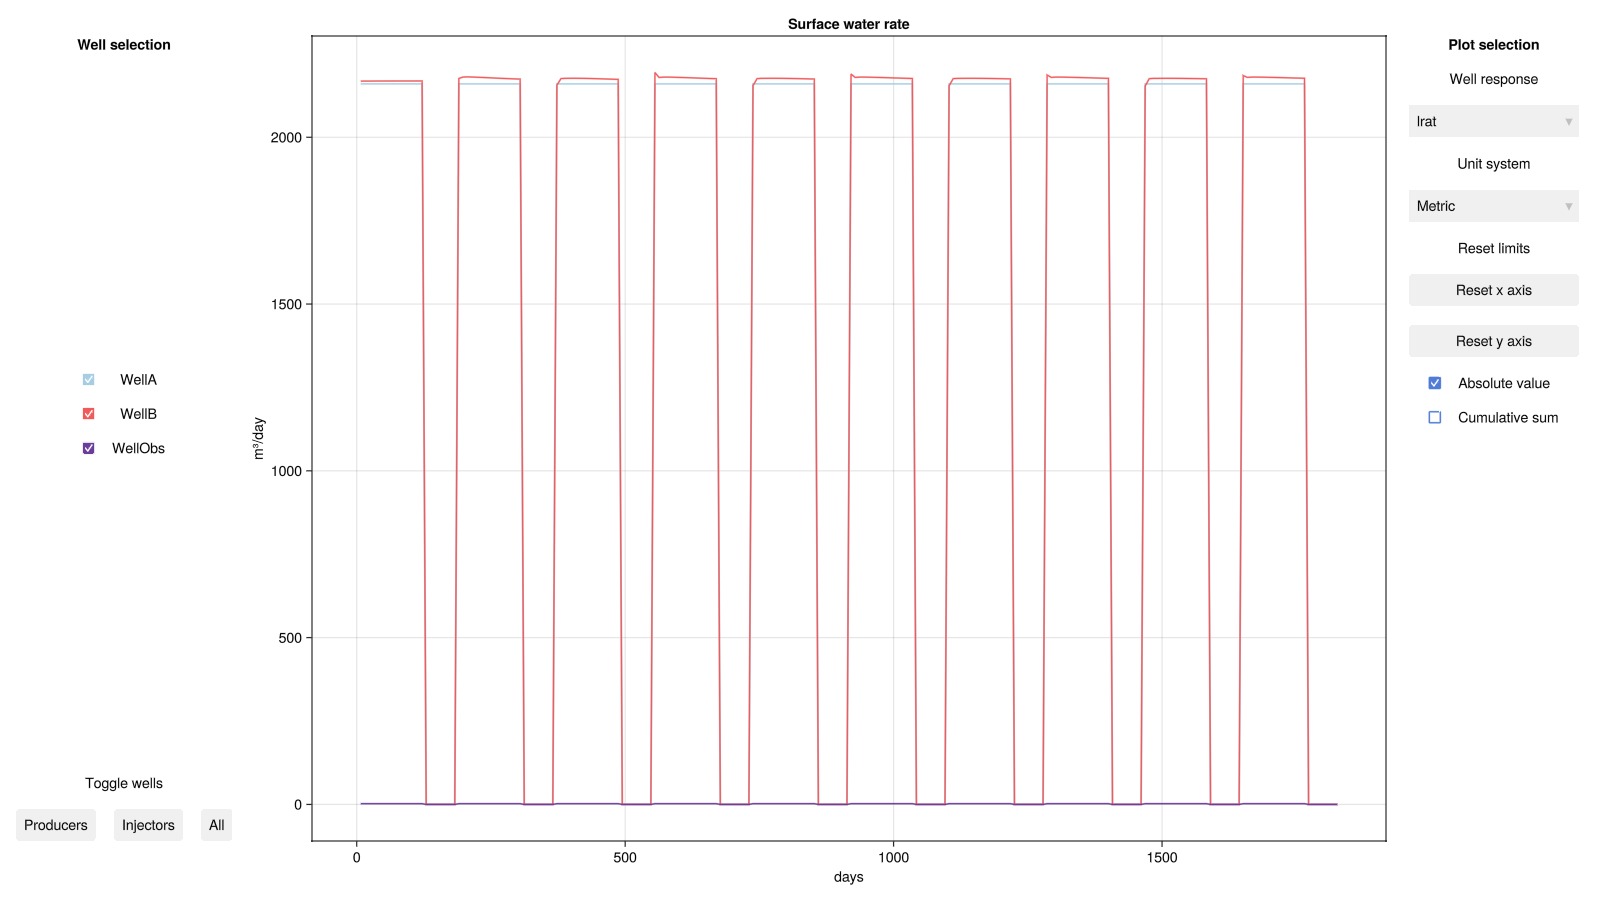 Surface water rate
Well selection
WellA
WellB
WellObs
Toggle wells
Producers
Injectors
All
m³/day
2000
1500
1000
500
0
0
500
1000
1500
days
Plot selection
Well response
lrat
Unit system
Metric
Reset limits
Reset x axis
Reset y axis
Absolute value
Cumulative sum